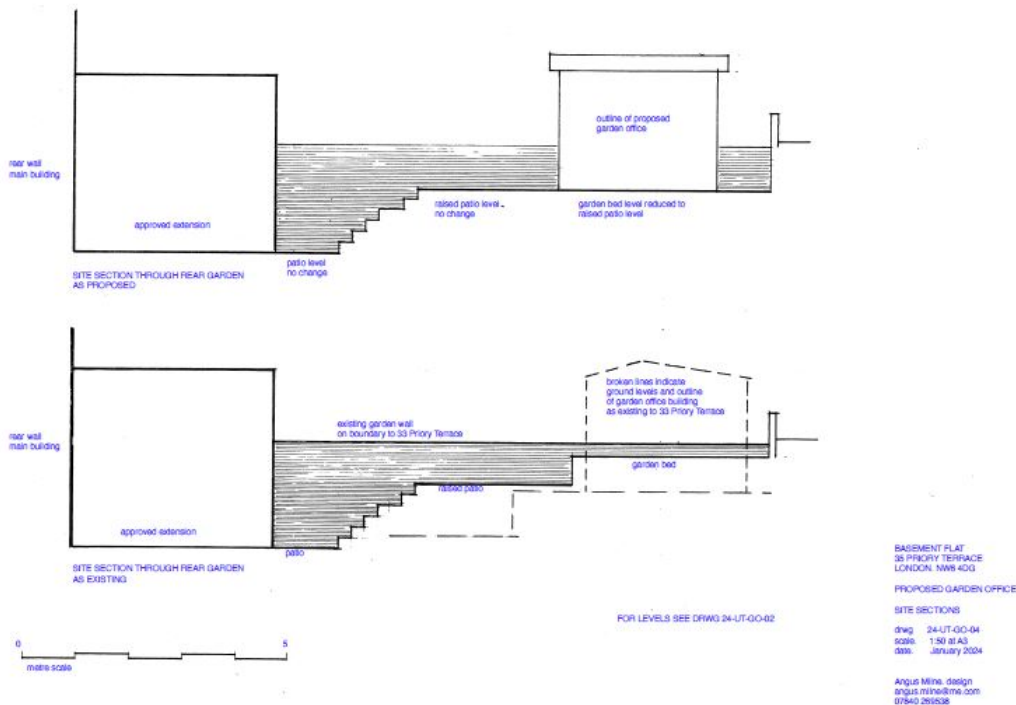 outline of proposed
garden office
rear wall
main building
approved extension
raised patio level
no change
garden bed level reduced to
raised patio level
patio level
no change
SITE SECTION THROUGH REAR GARDEN
AS PROPOSED
broken lines indicate
ground levels and outline
of garden office building
as existing to 33 Priory Terrace
existing garden wall
on boundary to 33 Priory Terrace
rear wall
main building
garden bed
raised patio
approved extension
patio
SITE SECTION THROUGH REAR GARDEN
AS EXISTING
BASEMENT FLAT
35 PRIORY TERRACE
LONDON. NW6 4DG
PROPOSED GARDEN OFFICE
SITE SECTIONS
FOR LEVELS SEE DRWG 24-UT-GO-02
drwg 24-UT-GO-04
scale. 1:50 at A3
date. January 2024
0 5
metre scale
Angus Milne. design
angus.milne@me.com
07840 289538